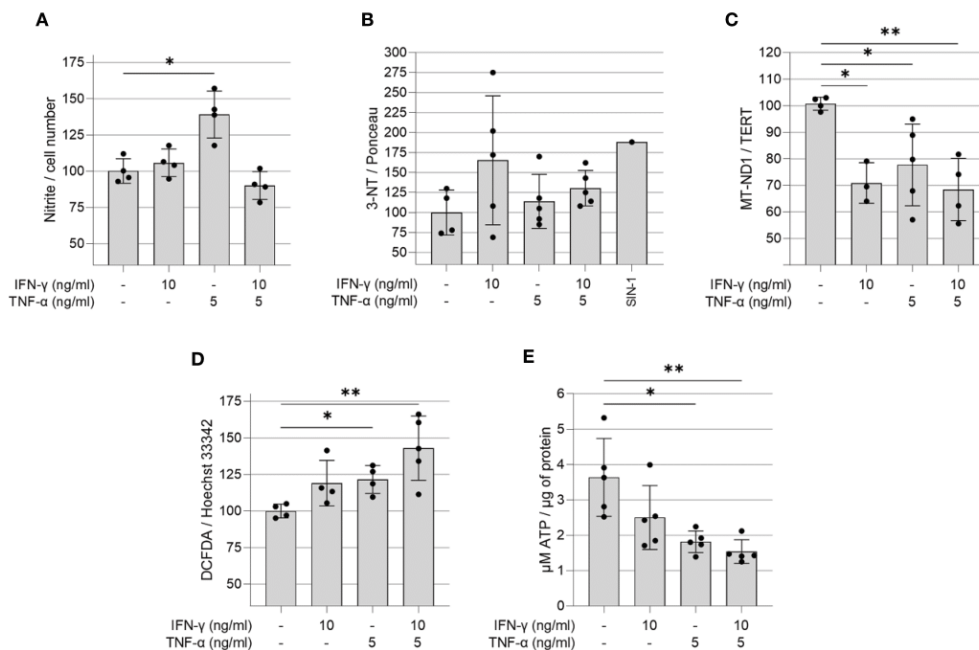 A
Nitrite / cell number
175
150
125
100
75
50
*
IFN-γ (ng/ml) - 10 - 10
TNF-α (ng/ml) - - 5 5
B
3-NT / Ponceau
300
275
250
225
200
175
150
125
100
75
50
IFN-γ (ng/ml) - 10 - 10
TNF-α (ng/ml) - - 5 5
SIN-1
C
MT-ND1 / TERT
120
110
100
90
80
70
60
**
*
*
IFN-γ (ng/ml) - 10 - 10
TNF-α (ng/ml) - - 5 5
D
DCFDA / Hoechst 33342
175
150
125
100
75
50
**
*
IFN-γ (ng/ml) - 10 - 10
TNF-α (ng/ml) - - 5 5
E
µM ATP / µg of protein
6
5
4
3
2
1
0
**
*
IFN-γ (ng/ml) - 10 - 10
TNF-α (ng/ml) - - 5 5